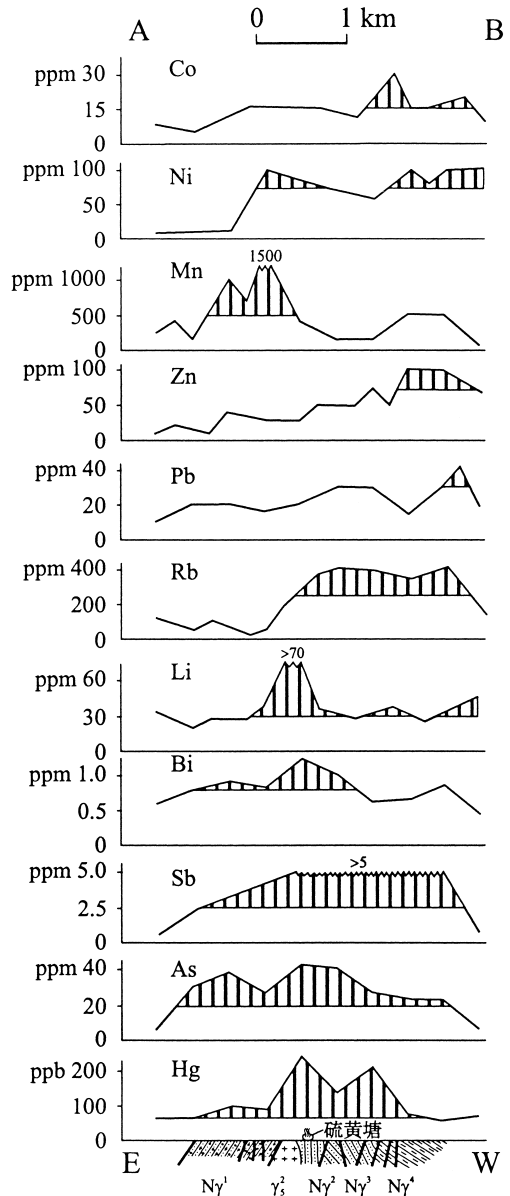 0 1 km
A B
ppm 30 Co
15
0
ppm 100 Ni
50
0
1500
ppm 1000 Mn
500
0
ppm 100 Zn
50
0
ppm 40 Pb
20
0
ppm 400 Rb
200
0
>70
ppm 60 Li
30
0
ppm 1.0 Bi
0.5
0
>5
ppm 5.0 Sb
2.5
0
ppm 40 As
20
0
ppb 200 Hg
100
0
硫黄塘
E W
Nγ¹ γ₅² Nγ² Nγ³ Nγ⁴